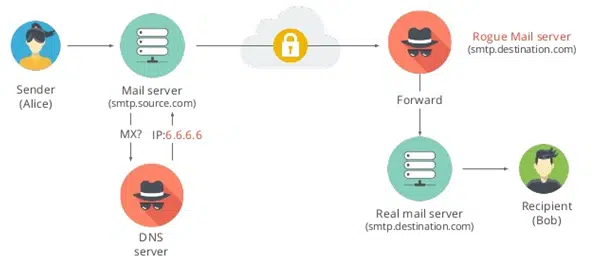 Sender
(Alice)
Mail server
(smtp.source.com)
MX?
IP:6.6.6.6
DNS
server
Rogue Mail server
(smtp.destination.com)
Forward
Real mail server
(smtp.destination.com)
Recipient
(Bob)